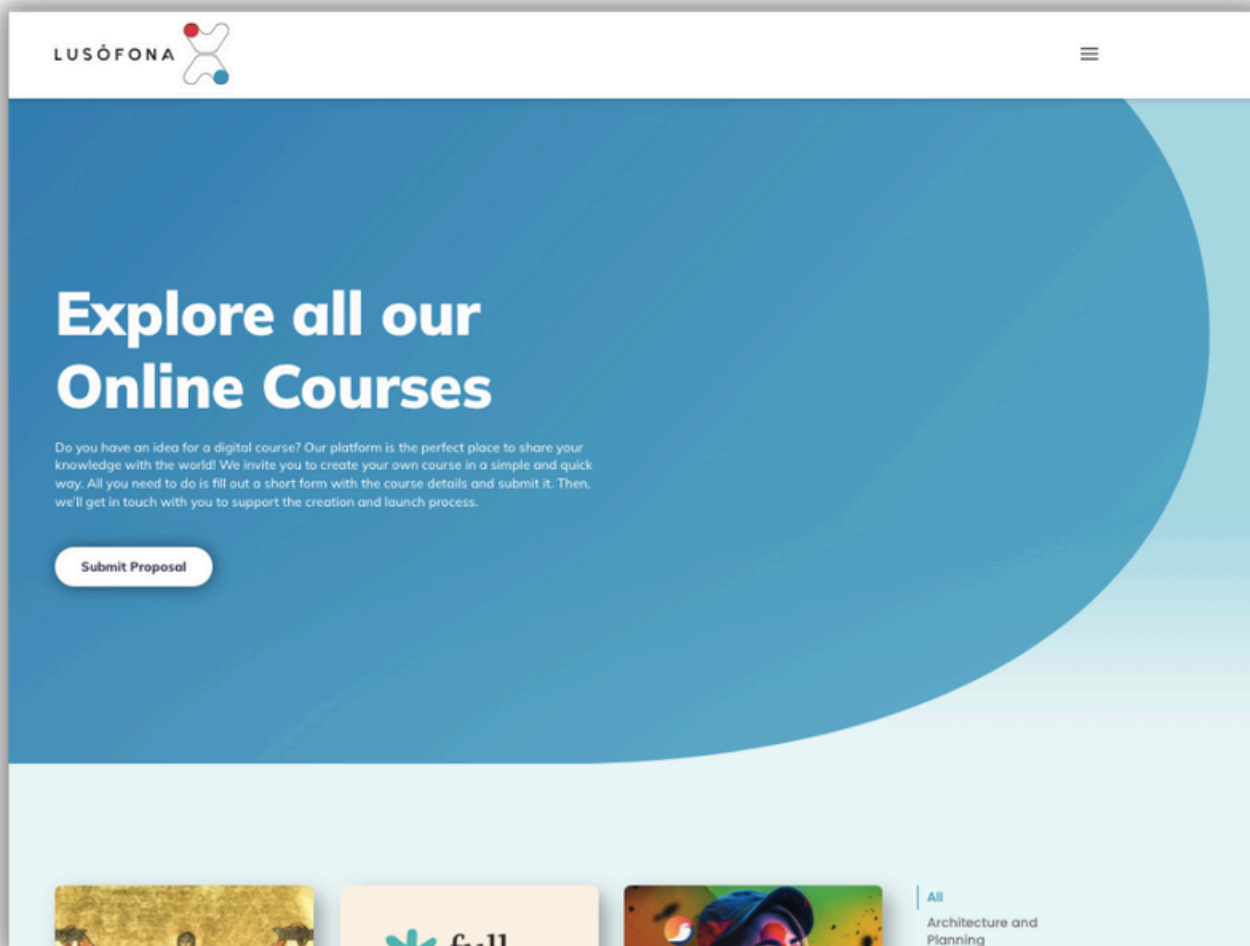 LUSÓFONA
Explore all our
Online Courses
Do you have an idea for a digital course? Our platform is the perfect place to share your
knowledge with the world! We invite you to create your own course in a simple and quick
way. All you need to do is fill out a short form with the course details and submit it. Then,
we'll get in touch with you to support the creation and launch process.
Submit Proposal
full
All
Architecture and
Planning